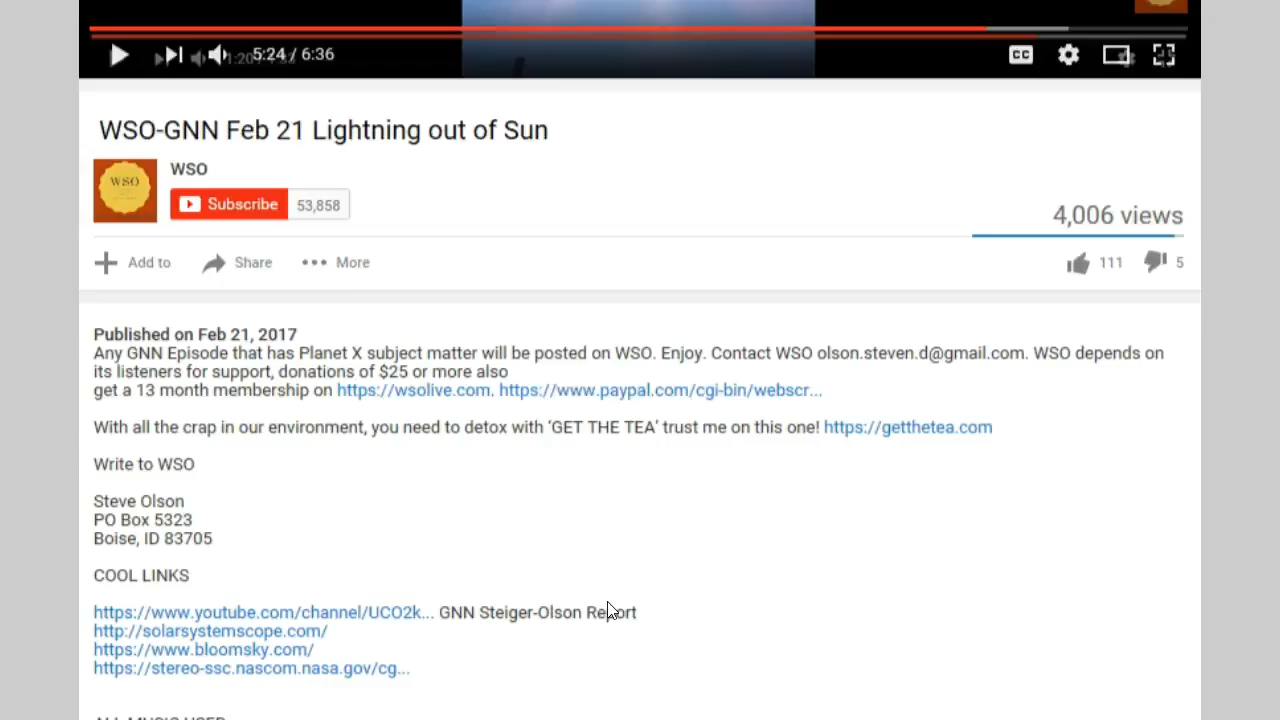 5:24 / 6:36
CC
WSO-GNN Feb 21 Lightning out of Sun
WSO
WSO
Subscribe 53,858
4,006 views
Add to Share More 111 5
Published on Feb 21, 2017
Any GNN Episode that has Planet X subject matter will be posted on WSO. Enjoy. Contact WSO olson.steven.d@gmail.com. WSO depends on
its listeners for support, donations of $25 or more also
get a 13 month membership on https://wsolive.com. https://www.paypal.com/cgi-bin/webscr...
With all the crap in our environment, you need to detox with ‘GET THE TEA’ trust me on this one! https://getthetea.com
Write to WSO
Steve Olson
PO Box 5323
Boise, ID 83705
COOL LINKS
https://www.youtube.com/channel/UCO2k... GNN Steiger-Olson Report
http://solarsystemscope.com/
https://www.bloomsky.com/
https://stereo-ssc.nascom.nasa.gov/cg...
ALL MUSIC USED